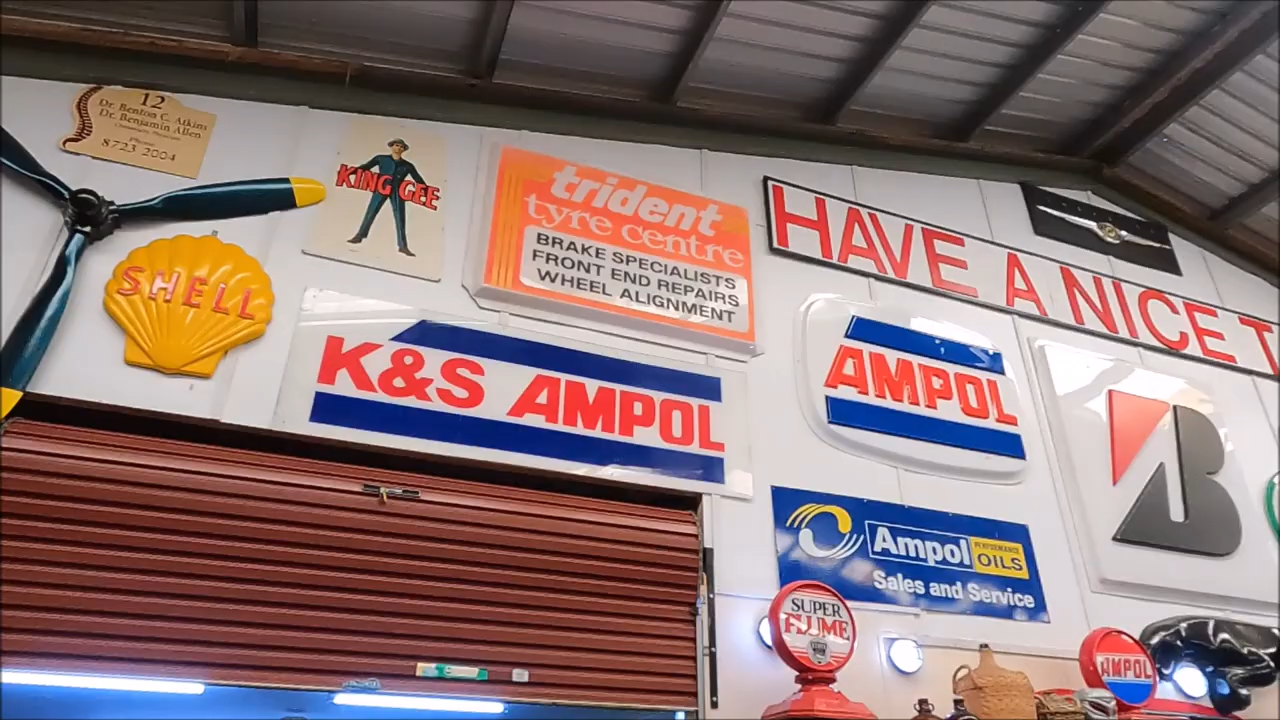 12
Dr. Benton C. Atkins
Dr. Benjamin Allen
Phone
8723 2004
KING GEE
SHELL
trident
tyre centre
BRAKE SPECIALISTS
FRONT END REPAIRS
WHEEL ALIGNMENT
HAVE A NICE T
K&S AMPOL
AMPOL
B
Ampol PERFORMANCE OILS
Sales and Service
SUPER
PLUME
AMPOL